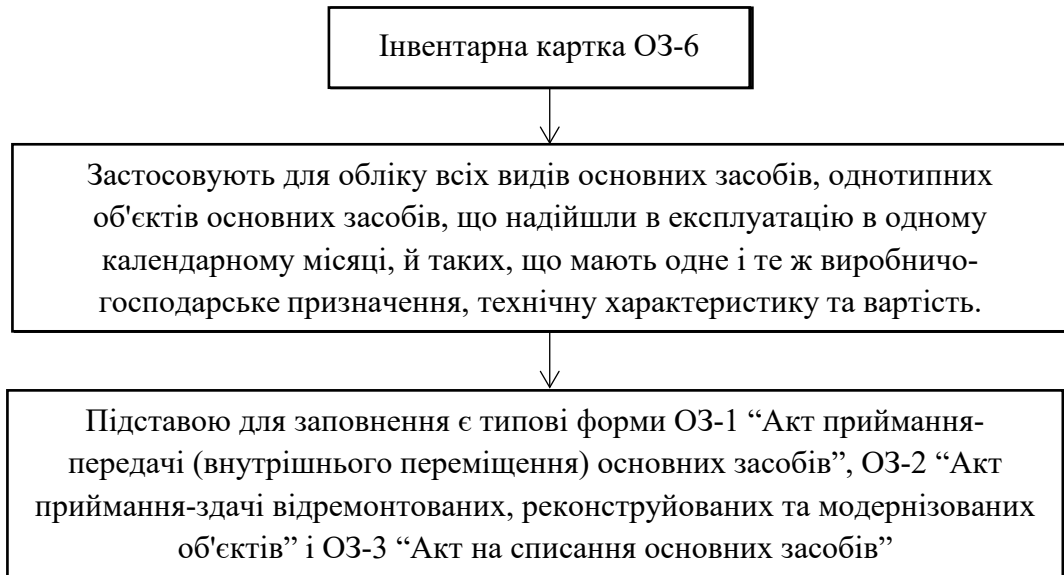 Інвентарна картка ОЗ-6
Застосовують для обліку всіх видів основних засобів, однотипних
об'єктів основних засобів, що надійшли в експлуатацію в одному
календарному місяці, й таких, що мають одне і те ж виробничо-
господарське призначення, технічну характеристику та вартість.
Підставою для заповнення є типові форми ОЗ-1 “Акт приймання-
передачі (внутрішнього переміщення) основних засобів”, ОЗ-2 “Акт
приймання-здачі відремонтованих, реконструйованих та модернізованих
об'єктів” і ОЗ-3 “Акт на списання основних засобів”